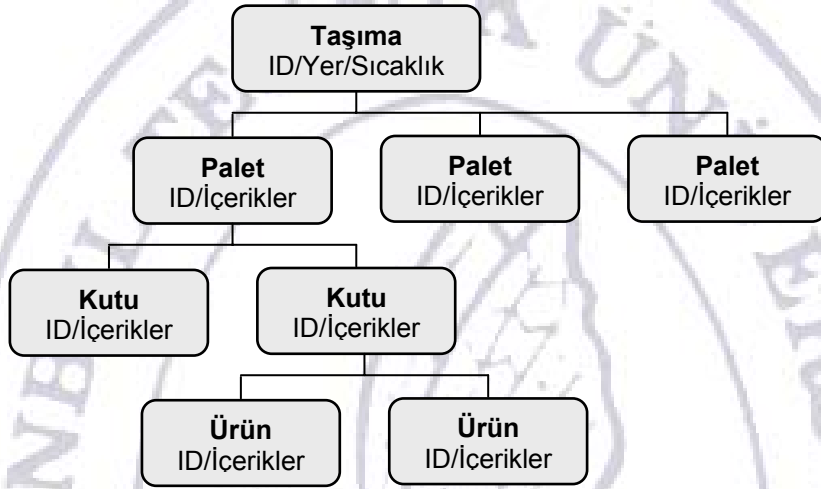 Taşıma
ID/Yer/Sıcaklık
Palet
ID/İçerikler
Palet
ID/İçerikler
Palet
ID/İçerikler
Kutu
ID/İçerikler
Kutu
ID/İçerikler
Ürün
ID/İçerikler
Ürün
ID/İçerikler